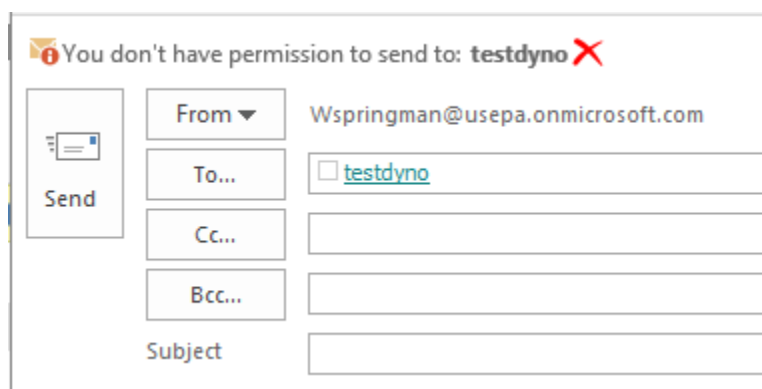 You don't have permission to send to: testdyno
From Wspringman@usepa.onmicrosoft.com
Send
To... testdyno
Cc...
Bcc...
Subject